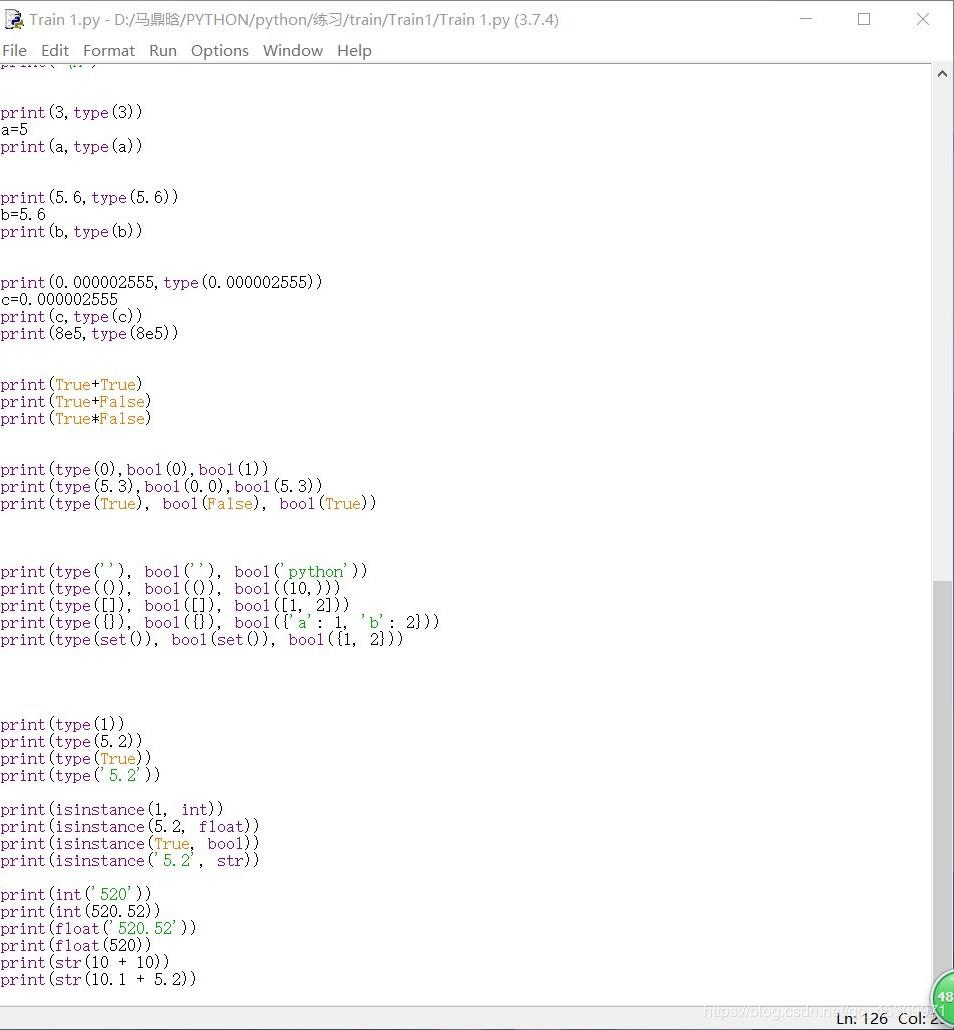 Train 1.py - D:/马鼎晗/PYTHON/python/练习/train/Train1/Train 1.py (3.7.4)
File Edit Format Run Options Window Help
print(3,type(3))
a=5
print(a,type(a))
print(5.6,type(5.6))
b=5.6
print(b,type(b))
print(0.000002555,type(0.000002555))
c=0.000002555
print(c,type(c))
print(8e5,type(8e5))
print(True+True)
print(True+False)
print(True*False)
print(type(0),bool(0),bool(1))
print(type(5.3),bool(0.0),bool(5.3))
print(type(True), bool(False), bool(True))
print(type(''), bool(''), bool('python'))
print(type(()), bool(()), bool((10,)))
print(type([]), bool([]), bool([1, 2]))
print(type({}), bool({}), bool({'a': 1, 'b': 2}))
print(type(set()), bool(set()), bool({1, 2}))
print(type(1))
print(type(5.2))
print(type(True))
print(type('5.2'))
print(isinstance(1, int))
print(isinstance(5.2, float))
print(isinstance(True, bool))
print(isinstance('5.2', str))
print(int('520'))
print(int(520.52))
print(float('520.52'))
print(float(520))
print(str(10 + 10))
print(str(10.1 + 5.2))
48
Ln: 126 Col: